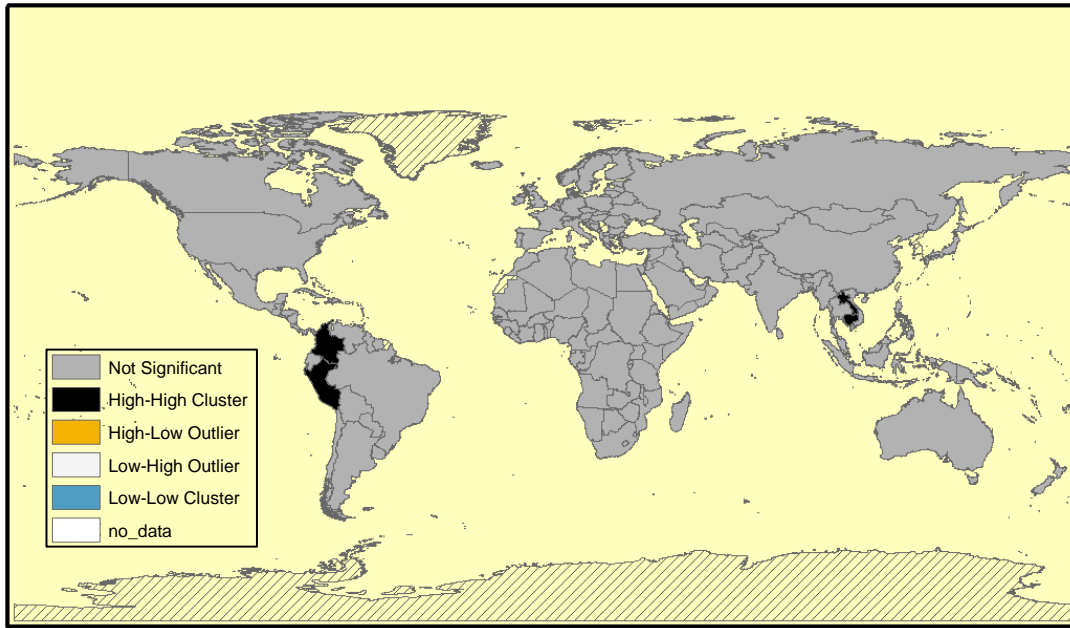 Not Significant
High-High Cluster
High-Low Outlier
Low-High Outlier
Low-Low Cluster
no_data